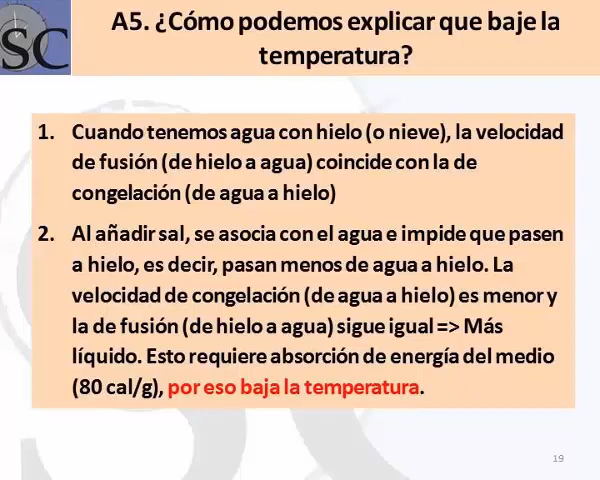 SC
A5. ¿Cómo podemos explicar que baje la
temperatura?
1. Cuando tenemos agua con hielo (o nieve), la velocidad
de fusión (de hielo a agua) coincide con la de
congelación (de agua a hielo)
2. Al añadir sal, se asocia con el agua e impide que pasen
a hielo, es decir, pasan menos de agua a hielo. La
velocidad de congelación (de agua a hielo) es menor y
la de fusión (de hielo a agua) sigue igual => Más
líquido. Esto requiere absorción de energía del medio
(80 cal/g), por eso baja la temperatura.
19